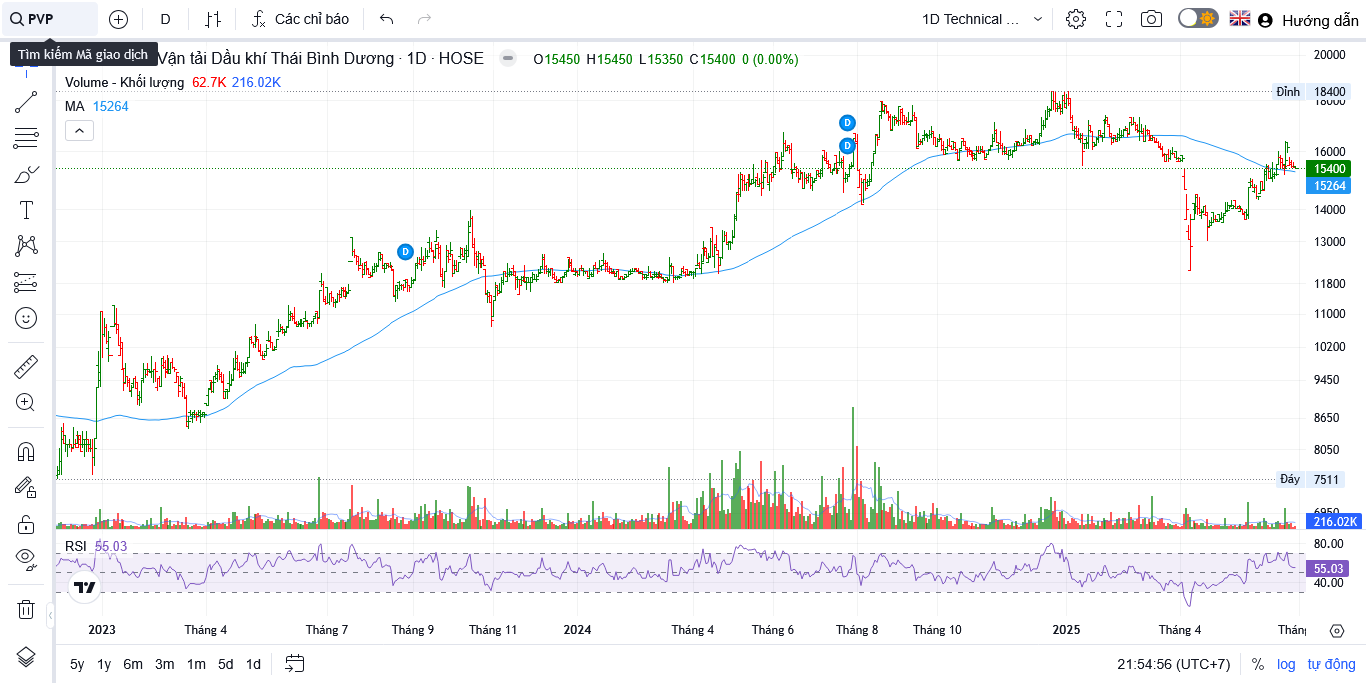 PVP D Các chỉ báo 1D Technical ... Hướng dẫn
Tìm kiếm Mã giao dịch
Vận tải Dầu khí Thái Bình Dương · 1D · HOSE O15450 H15450 L15350 C15400 0 (0.00%)
Volume - Khối lượng 62.7K 216.02K
MA 15264
D
D
D
20000
Đỉnh 18400
18000
16000
15400
15264
14000
13000
11800
11000
10200
9450
8650
8050
Đáy 7511
6950
216.02K
RSI 55.03
80.00
55.03
40.00
2023 Tháng 4 Tháng 7 Tháng 9 Tháng 11 2024 Tháng 4 Tháng 6 Tháng 8 Tháng 10 2025 Tháng 4 Thán
5y 1y 6m 3m 1m 5d 1d 21:54:56 (UTC+7) % log tự động